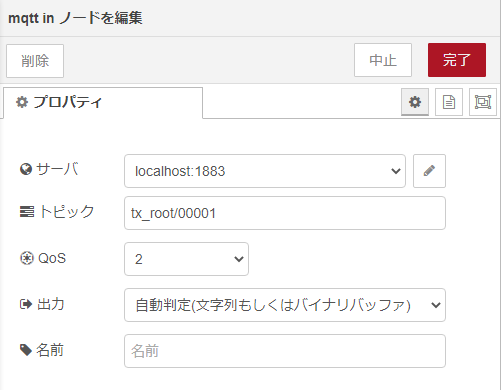 mqtt in ノードを編集
削除
中止
完了
プロパティ
サーバ
localhost:1883
トピック
tx_root/00001
QoS
2
出力
自動判定(文字列もしくはバイナリバッファ)
名前
名前